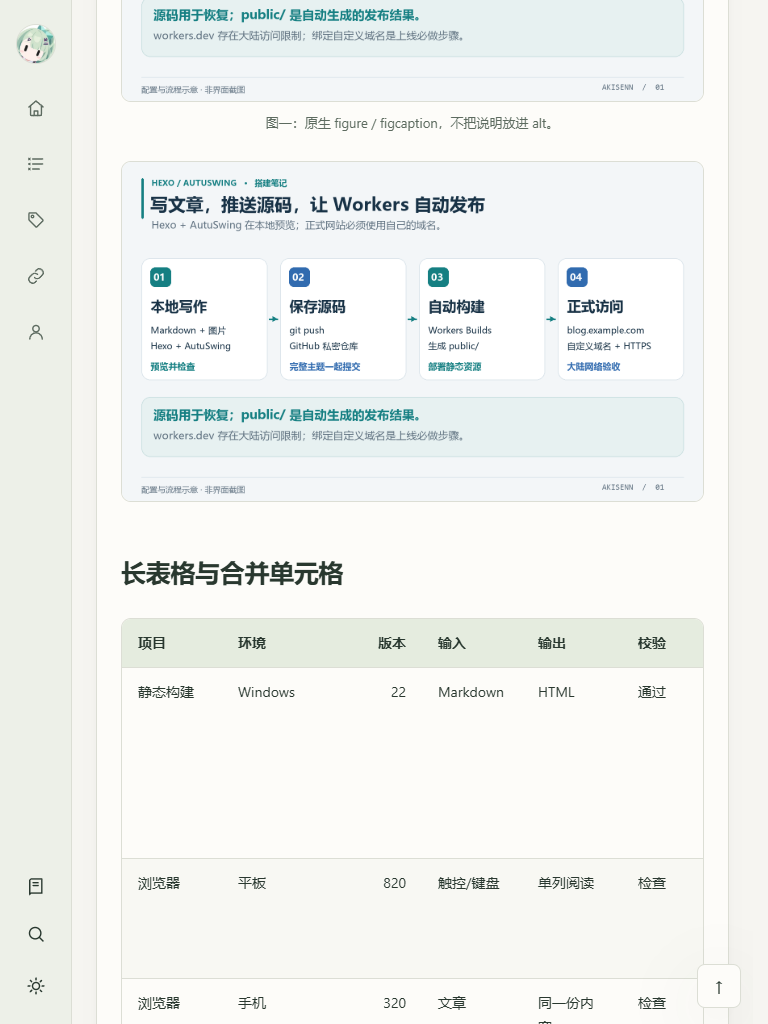 源码用于恢复；public/ 是自动生成的发布结果。
workers.dev 存在大陆访问限制；绑定自定义域名是上线必做步骤。
配置与流程示意 · 非界面截图
AKISENN / 01
图一：原生 figure / figcaption，不把说明放进 alt。
HEXO / AUTUSWING • 搭建笔记
写文章，推送源码，让 Workers 自动发布
Hexo + AutuSwing 在本地预览；正式网站必须使用自己的域名。
01
本地写作
Markdown + 图片
Hexo + AutuSwing
预览并检查
02
保存源码
git push
GitHub 私密仓库
完整主题一起提交
03
自动构建
Workers Builds
生成 public/
部署静态资源
04
正式访问
blog.example.com
自定义域名 + HTTPS
大陆网络验收
源码用于恢复；public/ 是自动生成的发布结果。
workers.dev 存在大陆访问限制；绑定自定义域名是上线必做步骤。
配置与流程示意 · 非界面截图
AKISENN / 01
长表格与合并单元格
项目 环境 版本 输入 输出 校验
静态构建 Windows 22 Markdown HTML 通过
浏览器 平板 820 触控/键盘 单列阅读 检查
浏览器 手机 320 文章 同一份内 检查
↑